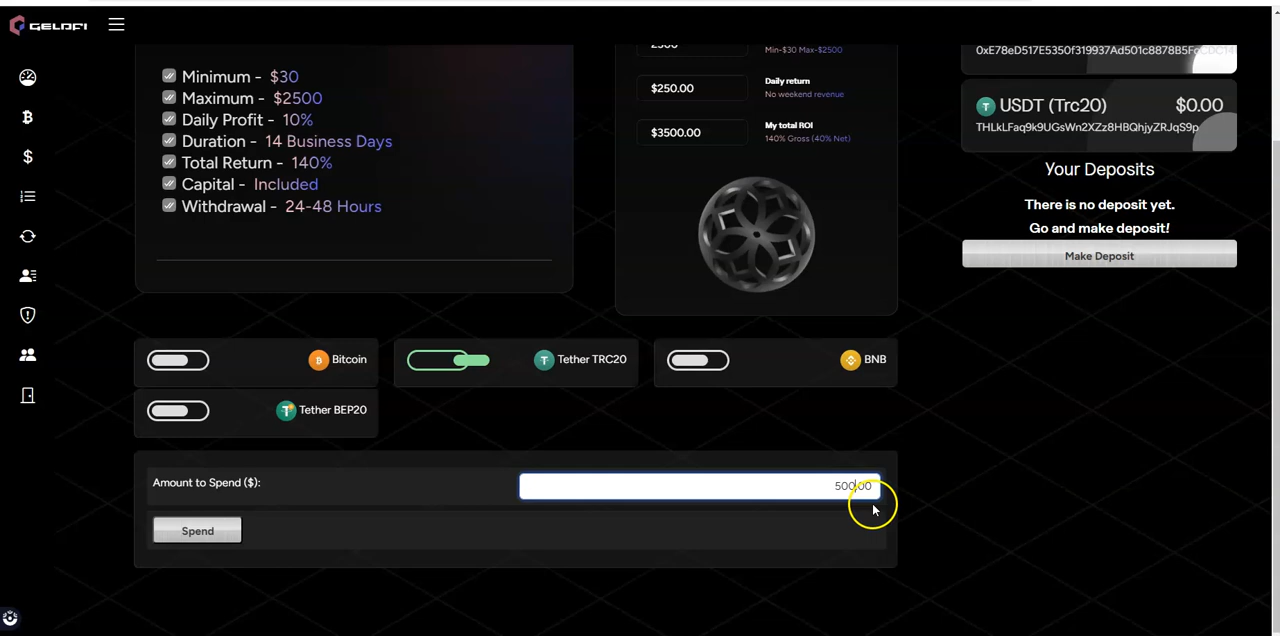 GELOFI
Minimum - $30
Maximum - $2500
Daily Profit - 10%
Duration - 14 Business Days
Total Return - 140%
Capital - Included
Withdrawal - 24-48 Hours
2500
Min-$30 Max-$2500
$250.00
Daily return
No weekend revenue
$3500.00
My total ROI
140% Gross (40% Net)
USDT (Trc20)
$0.00
THLkLFaq9k9UGsWn2XZz8HBQhjyZRJqS9p
Your Deposits
There is no deposit yet.
Go and make deposit!
Make Deposit
Bitcoin
Tether TRC20
BNB
Tether BEP20
Amount to Spend ($):
500.00
Spend